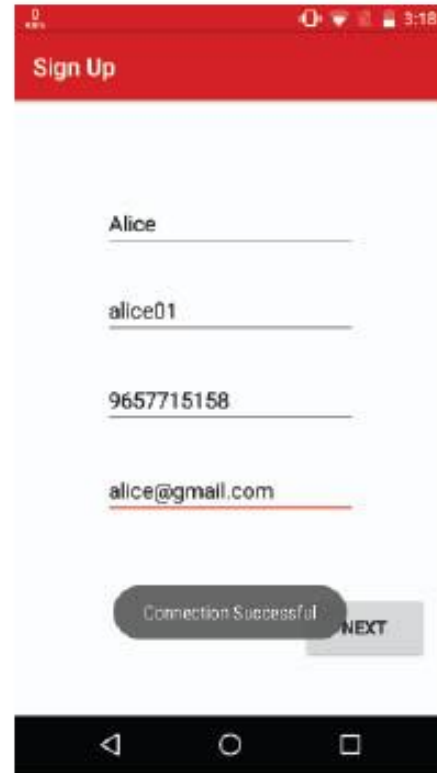 3:18
Sign Up
Alice
alice01
9657715158
alice@gmail.com
Connection Successful
NEXT